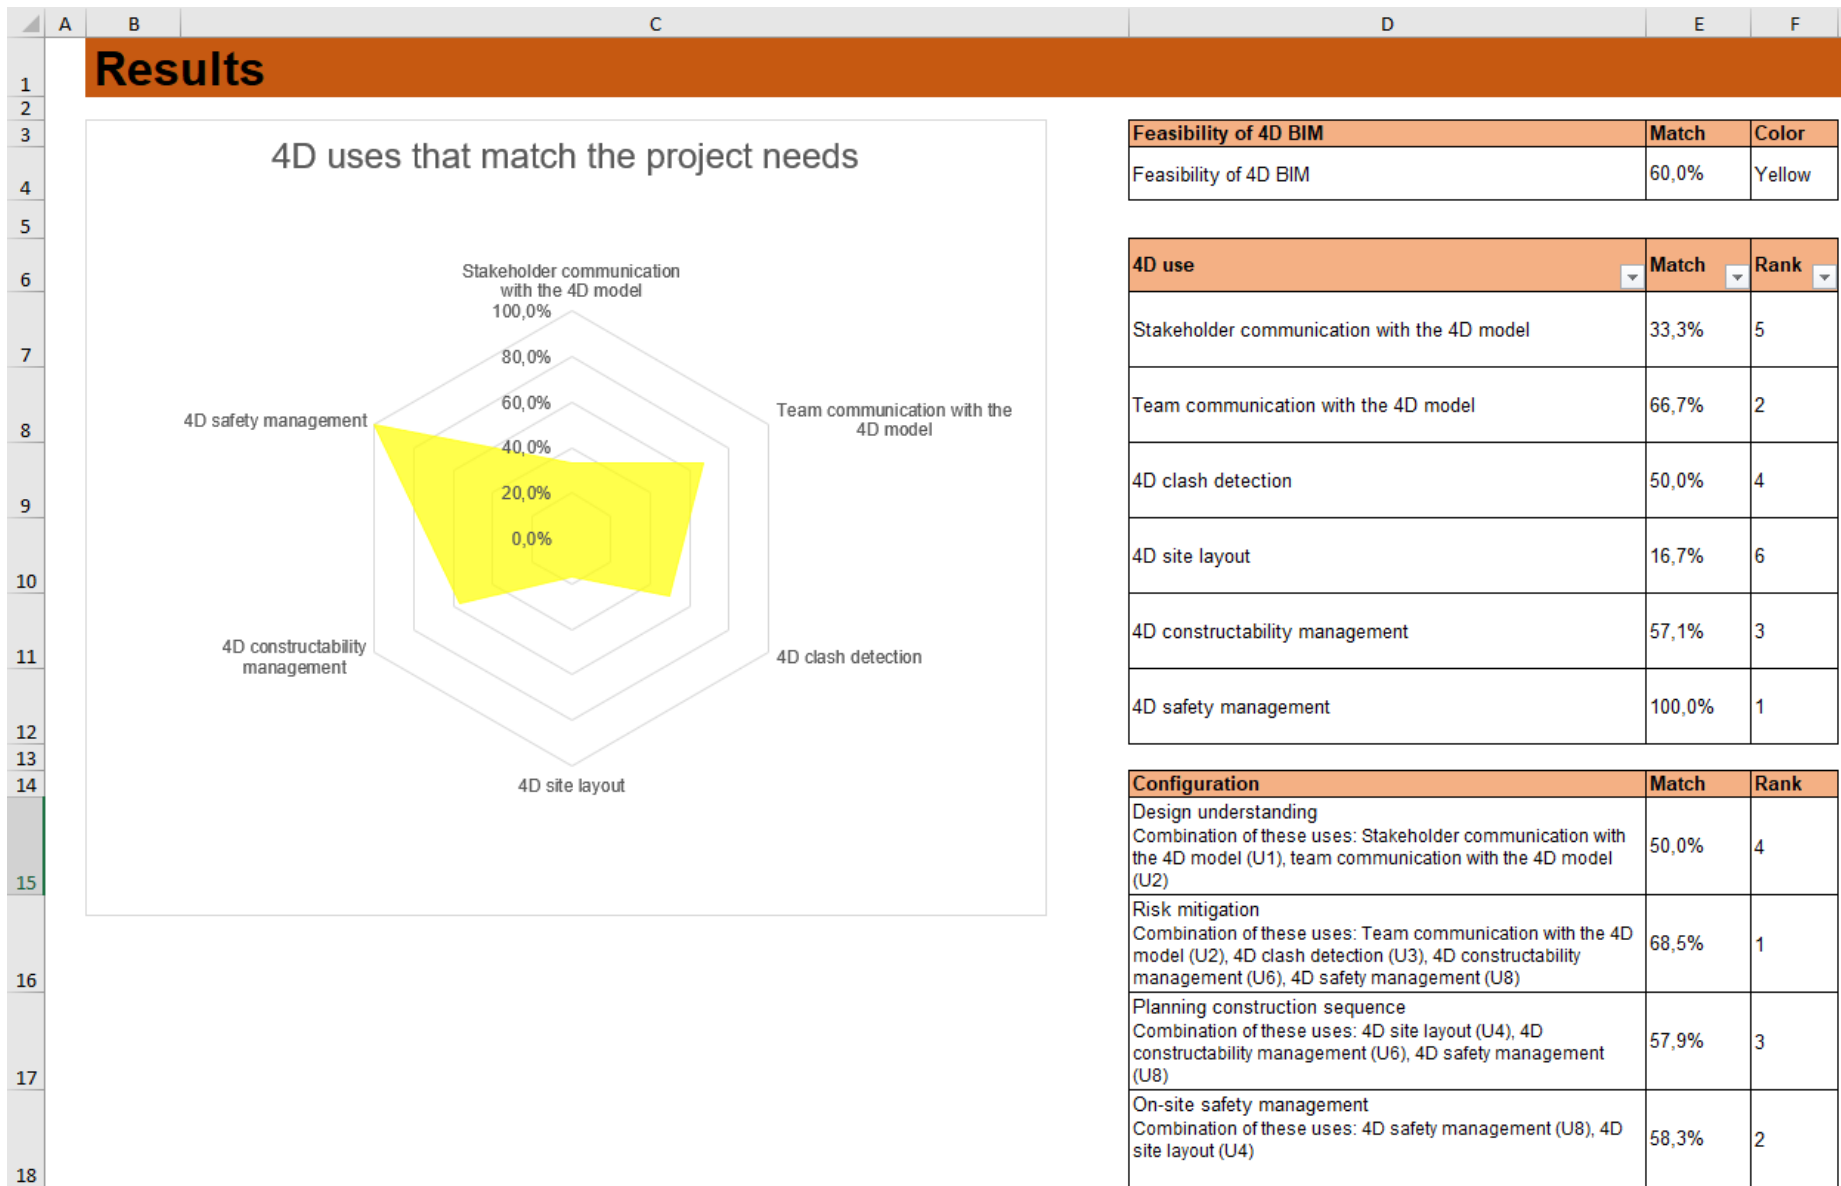 A B C D E F
1 Results
2
3 Feasibility of 4D BIM Match Color
4 Feasibility of 4D BIM 60,0% Yellow
5
6 4D use Match Rank
7 Stakeholder communication with the 4D model 33,3% 5
8 Team communication with the 4D model 66,7% 2
9 4D clash detection 50,0% 4
10 4D site layout 16,7% 6
11 4D constructability management 57,1% 3
12 4D safety management 100,0% 1
13
14 Configuration Match Rank
15 Design understanding
Combination of these uses: Stakeholder communication with
the 4D model (U1), team communication with the 4D model
(U2)
50,0% 4
16 Risk mitigation
Combination of these uses: Team communication with the 4D
model (U2), 4D clash detection (U3), 4D constructability
management (U6), 4D safety management (U8)
68,5% 1
17 Planning construction sequence
Combination of these uses: 4D site layout (U4), 4D
constructability management (U6), 4D safety management
(U8)
57,9% 3
18 On-site safety management
Combination of these uses: 4D safety management (U8), 4D
site layout (U4)
58,3% 2
4D uses that match the project needs
Stakeholder communication
with the 4D model
100,0%
80,0%
60,0%
40,0%
20,0%
0,0%
Team communication with the
4D model
4D clash detection
4D site layout
4D constructability
management
4D safety management